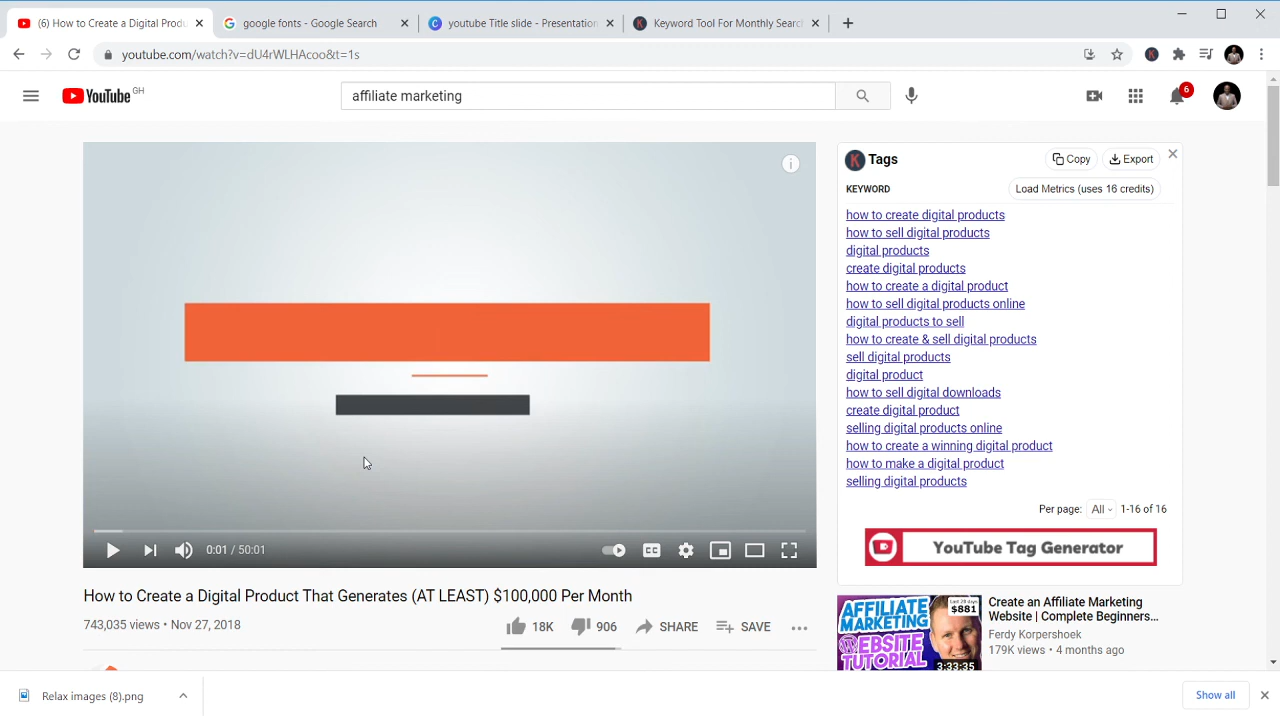 (6) How to Create a Digital Produ
google fonts - Google Search
youtube Title slide - Presentation
Keyword Tool For Monthly Search
youtube.com/watch?v=dU4rWLHAcoo&t=1s
YouTube GH
affiliate marketing
6
Tags
Copy
Export
KEYWORD
Load Metrics (uses 16 credits)
how to create digital products
how to sell digital products
digital products
create digital products
how to create a digital product
how to sell digital products online
digital products to sell
how to create & sell digital products
sell digital products
digital product
how to sell digital downloads
create digital product
selling digital products online
how to create a winning digital product
how to make a digital product
selling digital products
Per page: All 1-16 of 16
YouTube Tag Generator
0:01 / 50:01
CC
How to Create a Digital Product That Generates (AT LEAST) $100,000 Per Month
743,035 views • Nov 27, 2018
18K
906
SHARE
SAVE
AFFILIATE
MARKETING
WEBSITE
TUTORIAL
Last 28 days
$881
3:33:35
Create an Affiliate Marketing
Website | Complete Beginners...
Ferdy Korpershoek
179K views • 4 months ago
Relax images (8).png
Show all